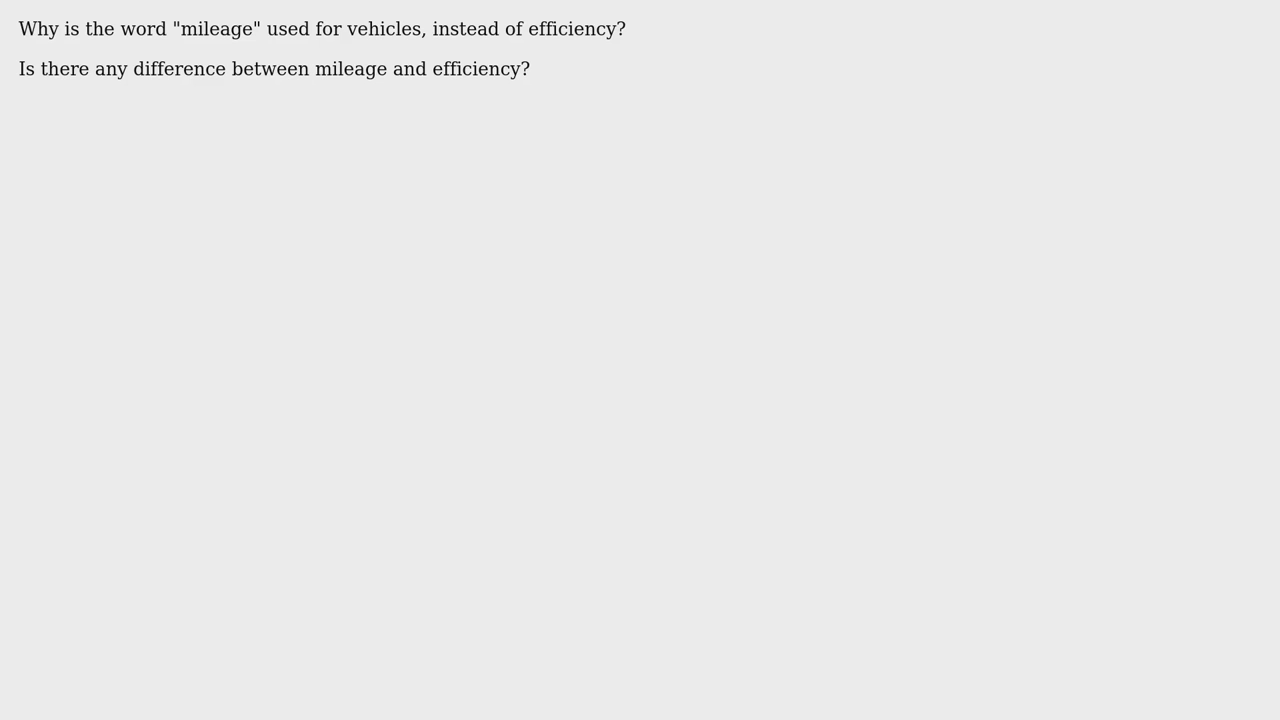 Why is the word "mileage" used for vehicles, instead of efficiency?
Is there any difference between mileage and efficiency?